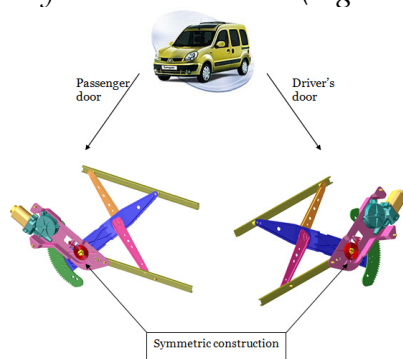 Passenger
door
Driver's
door
Symmetric construction